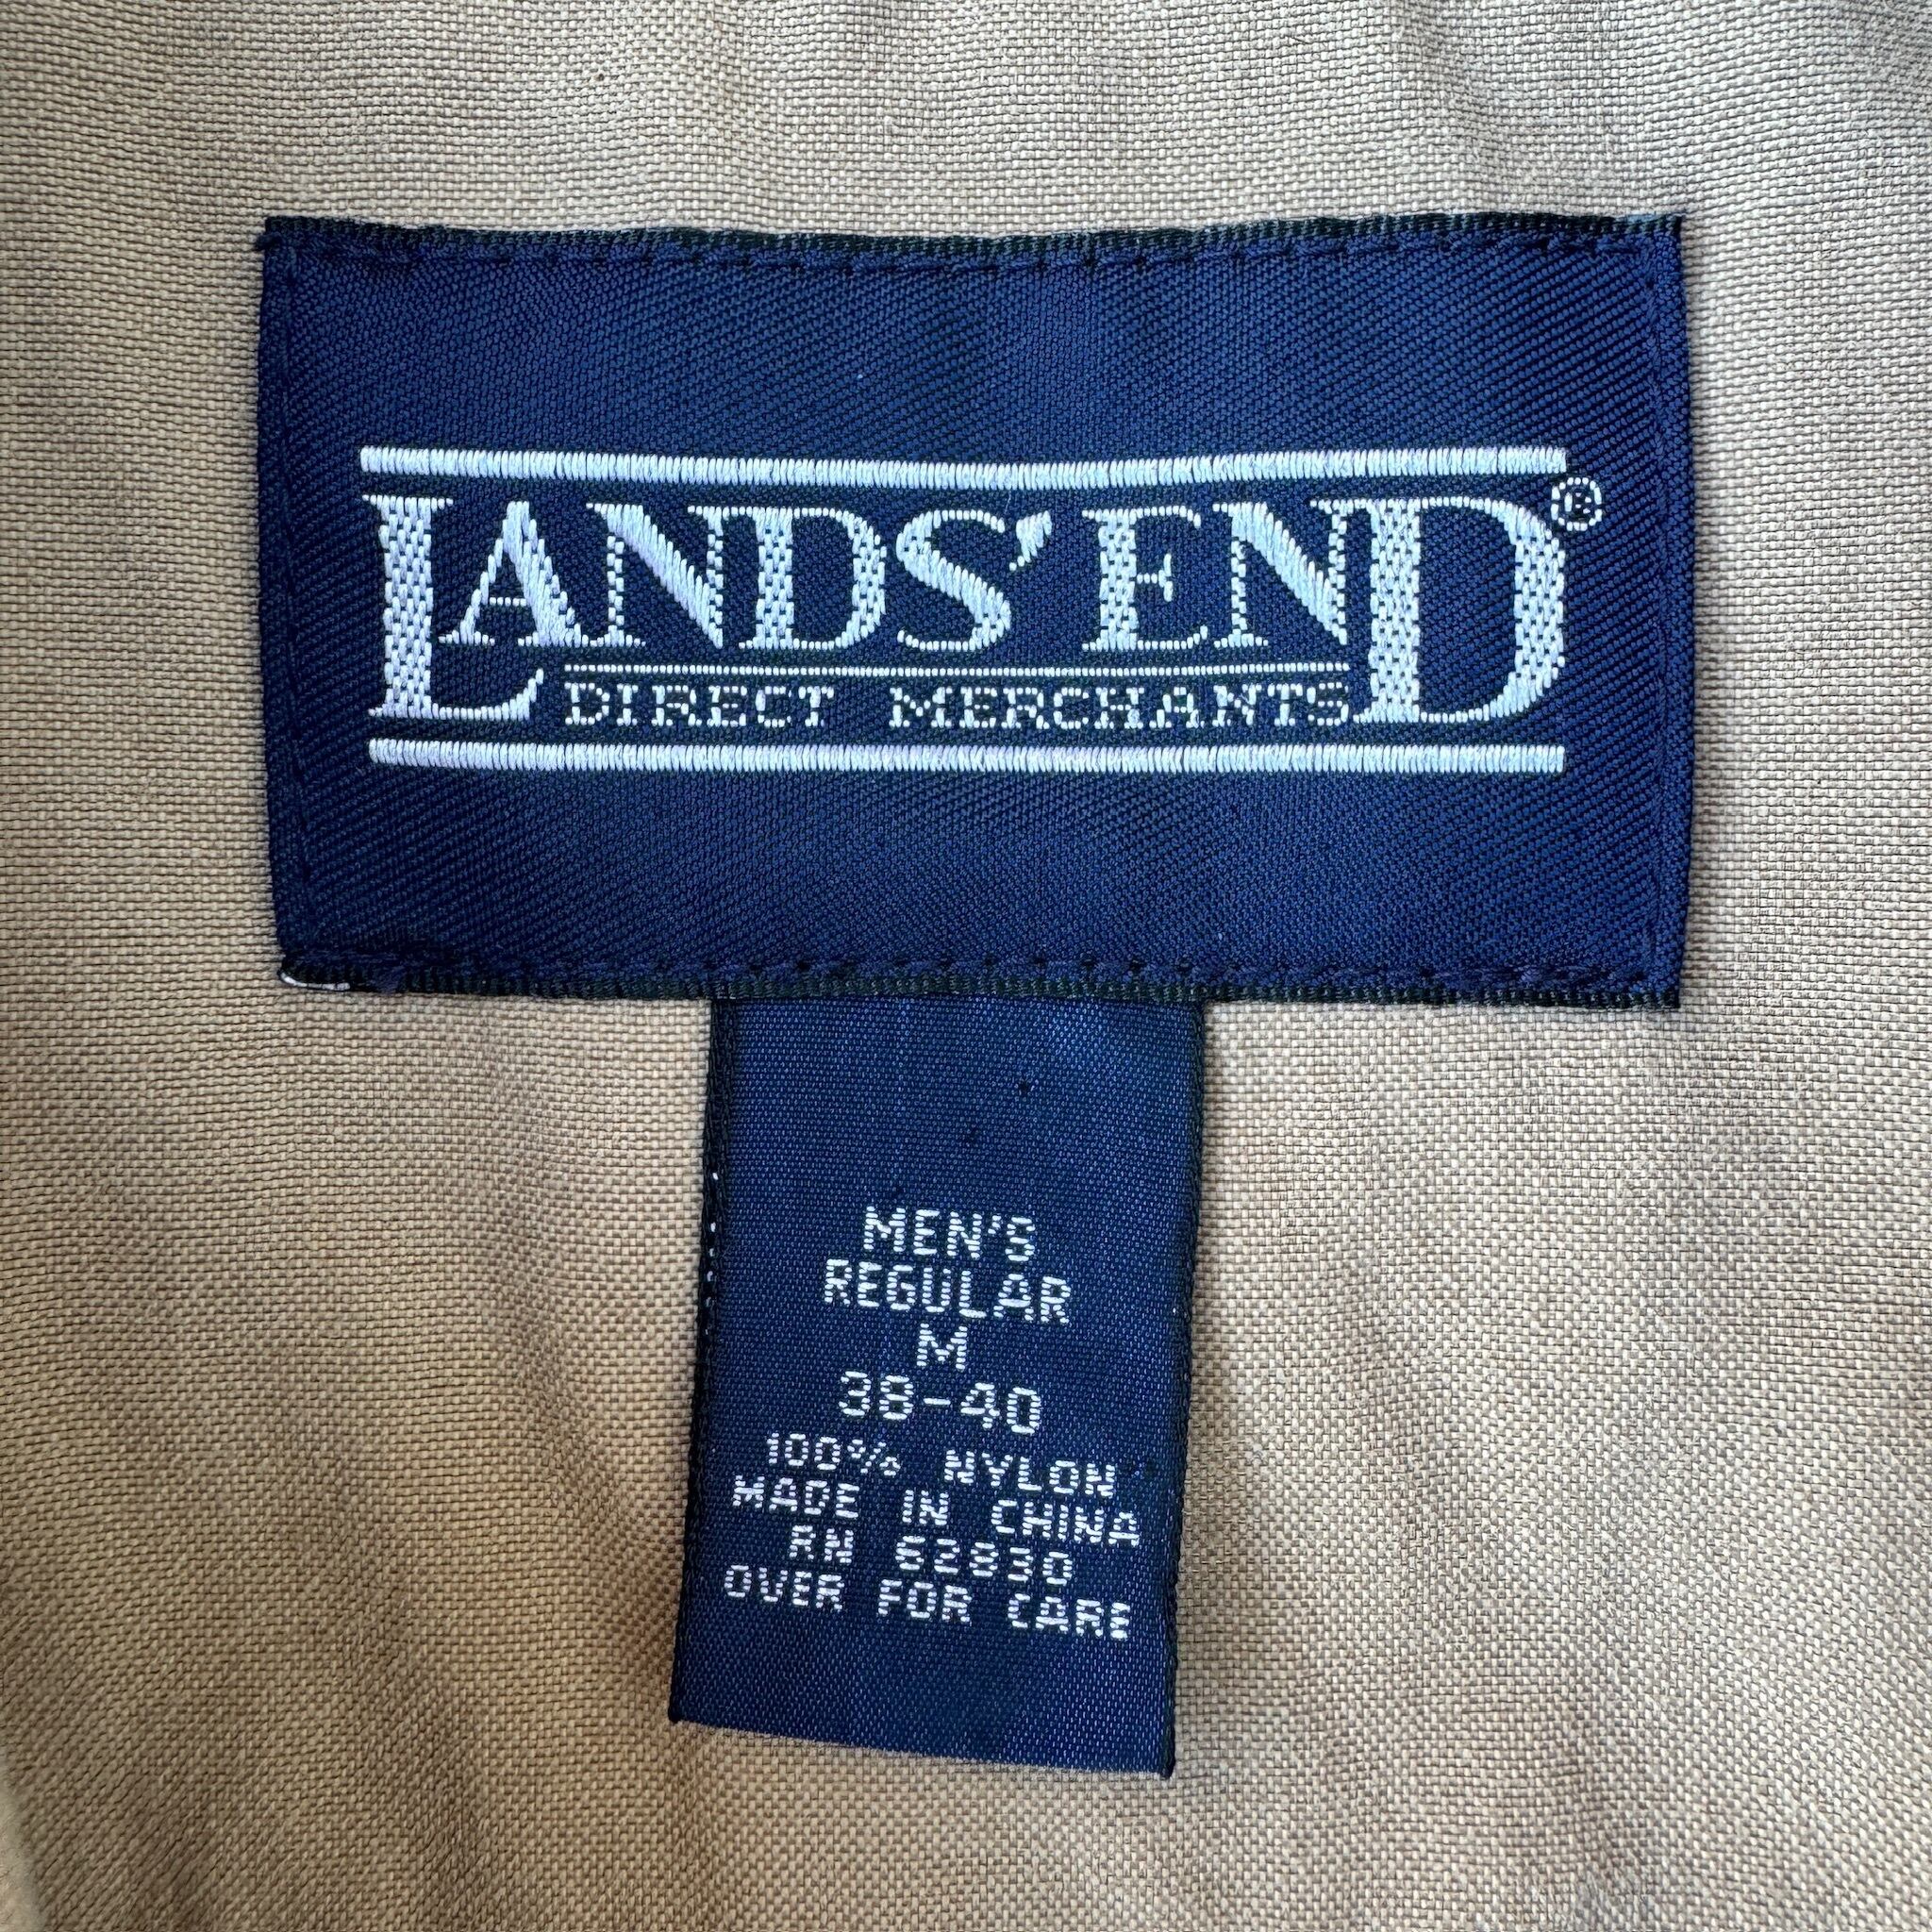 LANDS' END®
DIRECT MERCHANTS
MEN'S
REGULAR
M
38-40
100% NYLON
MADE IN CHINA
RN 62830
OVER FOR CARE